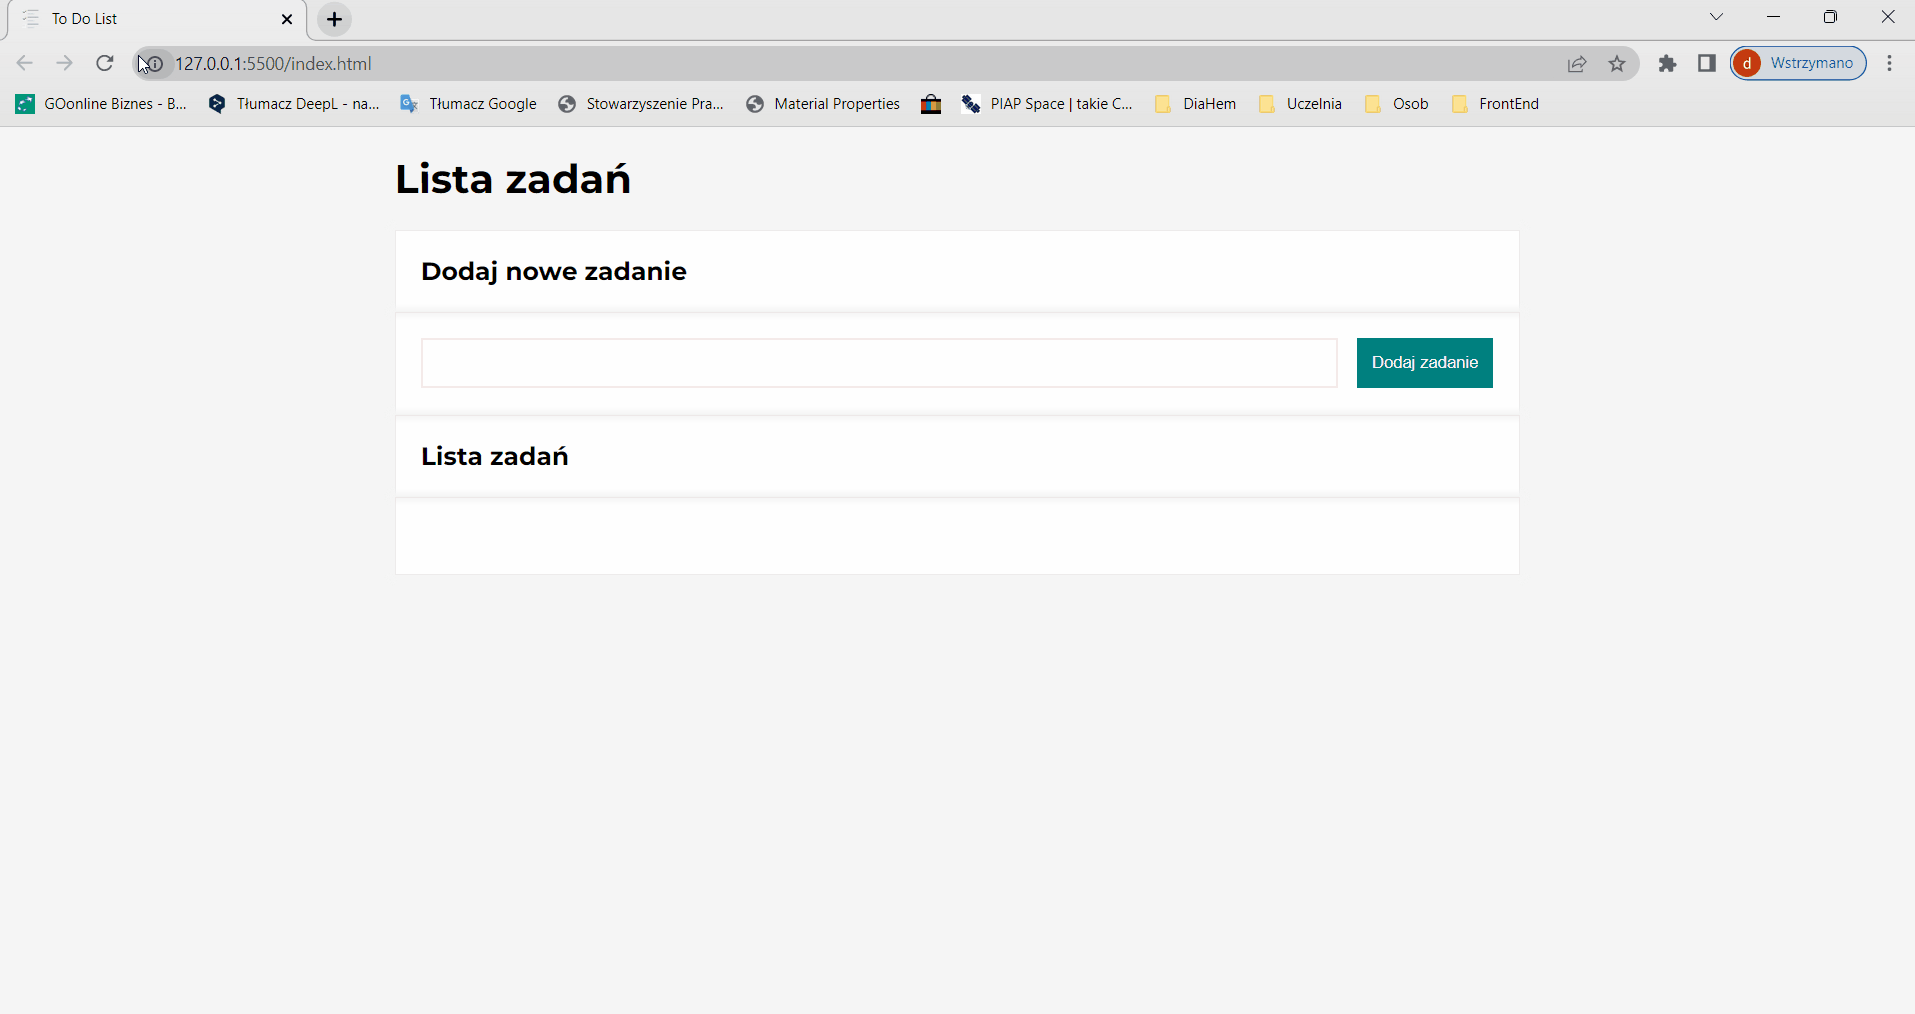 To Do List
127.0.0.1:5500/index.html
d Wstrzymano
GOonline Biznes - B... Tłumacz DeepL - na... Tłumacz Google Stowarzyszenie Pra... Material Properties PIAP Space | takie C... DiaHem Uczelnia Osob FrontEnd
Lista zadań
Dodaj nowe zadanie
Dodaj zadanie
Lista zadań